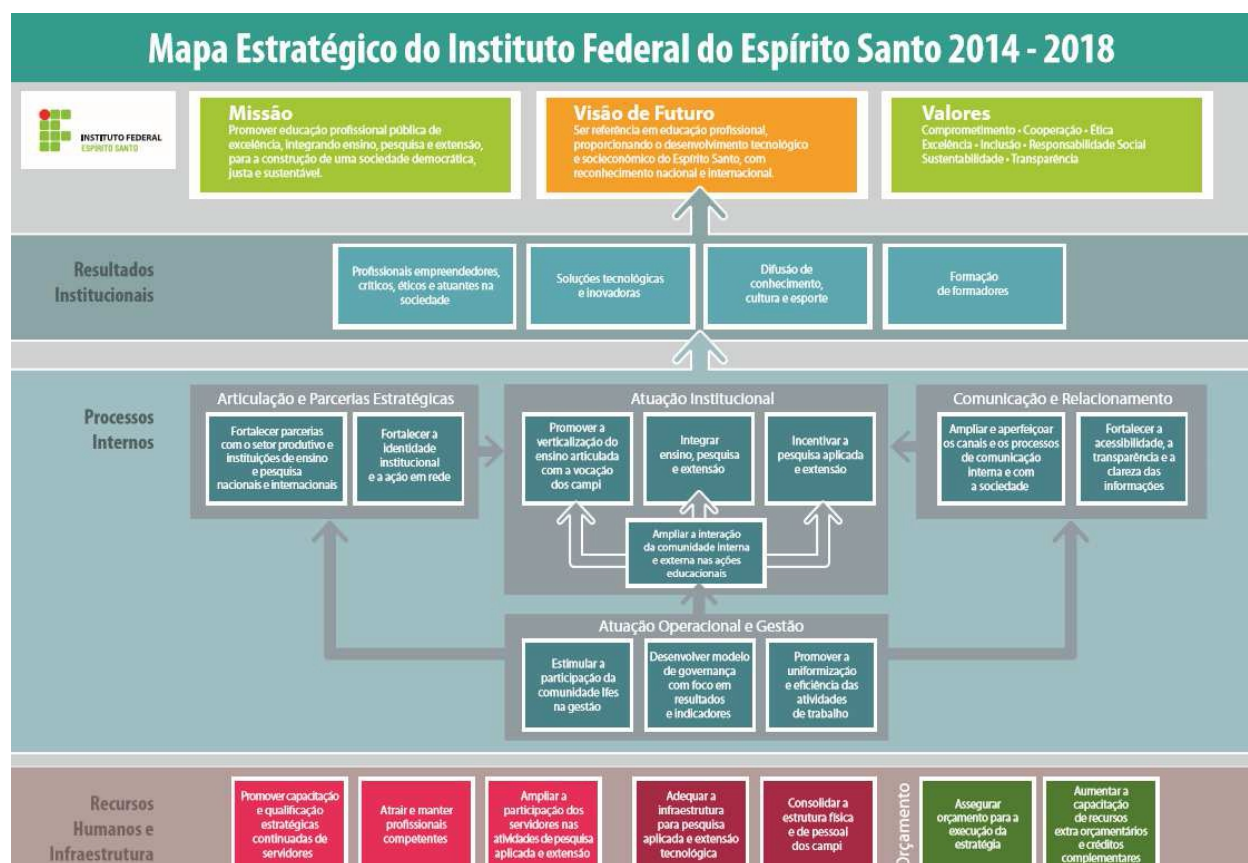 Mapa Estratégico do Instituto Federal do Espírito Santo 2014 - 2018
INSTITUTO FEDERAL
ESPÍRITO SANTO
Missão
Promover educação profissional pública de
excelência, integrando ensino, pesquisa e extensão,
para a construção de uma sociedade democrática,
justa e sustentável.
Visão de Futuro
Ser referência em educação profissional,
proporcionando o desenvolvimento tecnológico
e socieconômico do Espírito Santo, com
reconhecimento nacional e internacional.
Valores
Comprometimento • Cooperação • Ética
Excelência • Inclusão • Responsabilidade Social
Sustentabilidade • Transparência
Resultados
Institucionais
Profissionais empreendedores,
críticos, éticos e atuantes na
sociedade
Soluções tecnológicas
e inovadoras
Difusão de
conhecimento,
cultura e esporte
Formação
de formadores
Processos
Internos
Articulação e Parcerias Estratégicas
Fortalecer parcerias
com o setor produtivo e
instituições de ensino
e pesquisa
nacionais e internacionais
Fortalecer a
identidade
institucional
e a ação em rede
Atuação Institucional
Promover a
verticalização do
ensino articulada
com a vocação
dos campi
Integrar
ensino, pesquisa
e extensão
Incentivar a
pesquisa aplicada
e extensão
Ampliar a interação
da comunidade interna
e externa nas ações
educacionais
Comunicação e Relacionamento
Ampliar e aperfeiçoar
os canais e os processos
de comunicação
interna e com
a sociedade
Fortalecer a
acessibilidade, a
transparência e a
clareza das
informações
Atuação Operacional e Gestão
Estimular a
participação da
comunidade Ifes
na gestão
Desenvolver modelo
de governança
com foco em
resultados
e indicadores
Promover a
uniformização
e eficiência das
atividades
de trabalho
Recursos
Humanos e
Infraestrutura
Promover capacitação
e qualificação
estratégicas
continuadas de
servidores
Atrair e manter
profissionais
competentes
Ampliar a
participação dos
servidores nas
atividades de pesquisa
aplicada e extensão
Adequar a
infraestrutura
para pesquisa
aplicada e extensão
tecnológica
Consolidar a
estrutura física
e de pessoal
dos campi
Orçamento
Assegurar
orçamento para a
execução da
estratégia
Aumentar a
capacitação
de recursos
extra orçamentários
e créditos
complementares